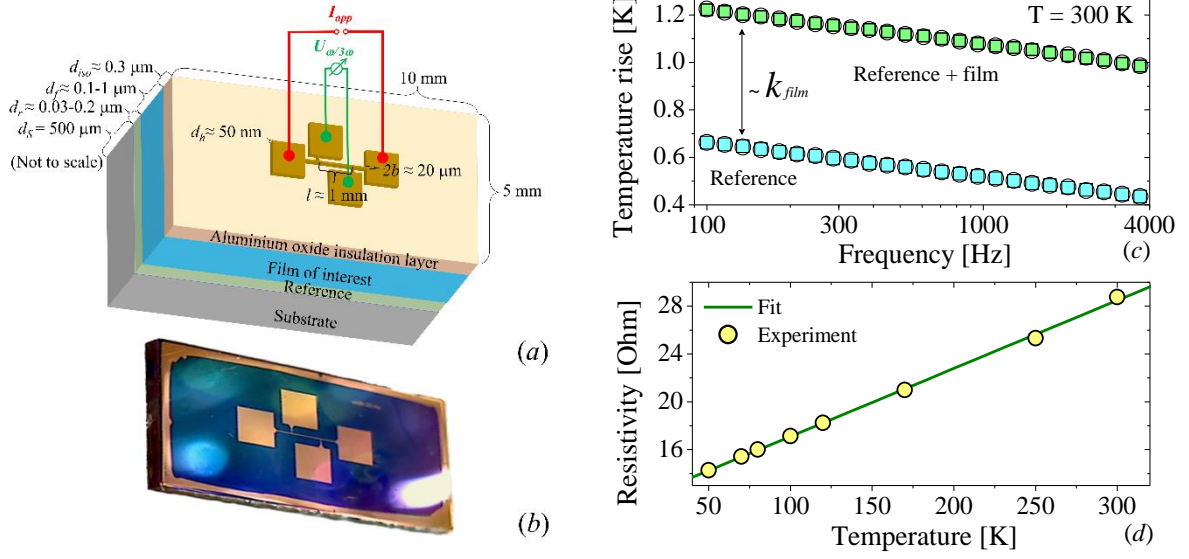 I_app
U_ω/3ω
10 mm
d_iso ≈ 0.3 μm
d_f ≈ 0.1-1 μm
d_r ≈ 0.03-0.2 μm
d_S = 500 μm
(Not to scale)
d_h ≈ 50 nm
2b ≈ 20 μm
l ≈ 1 mm
5 mm
Aluminium oxide insulation layer
Film of interest
Reference
Substrate
(a)
(b)
Temperature rise [K]
1.2
1.0
0.8
0.6
0.4
T = 300 K
Reference + film
~ k_film
Reference
100
300
1000
4000
Frequency [Hz]
(c)
Resistivity [Ohm]
28
24
20
16
Fit
Experiment
50
100
150
200
250
300
Temperature [K]
(d)